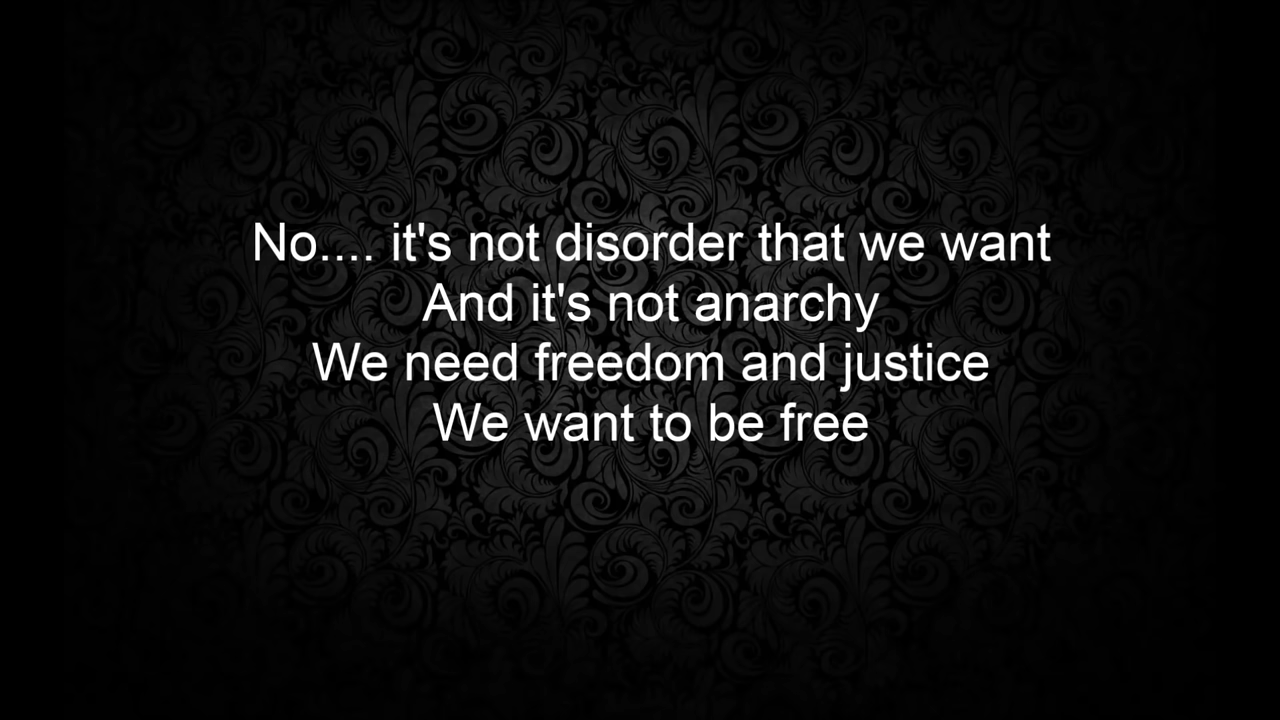 No.... it's not disorder that we want
And it's not anarchy
We need freedom and justice
We want to be free